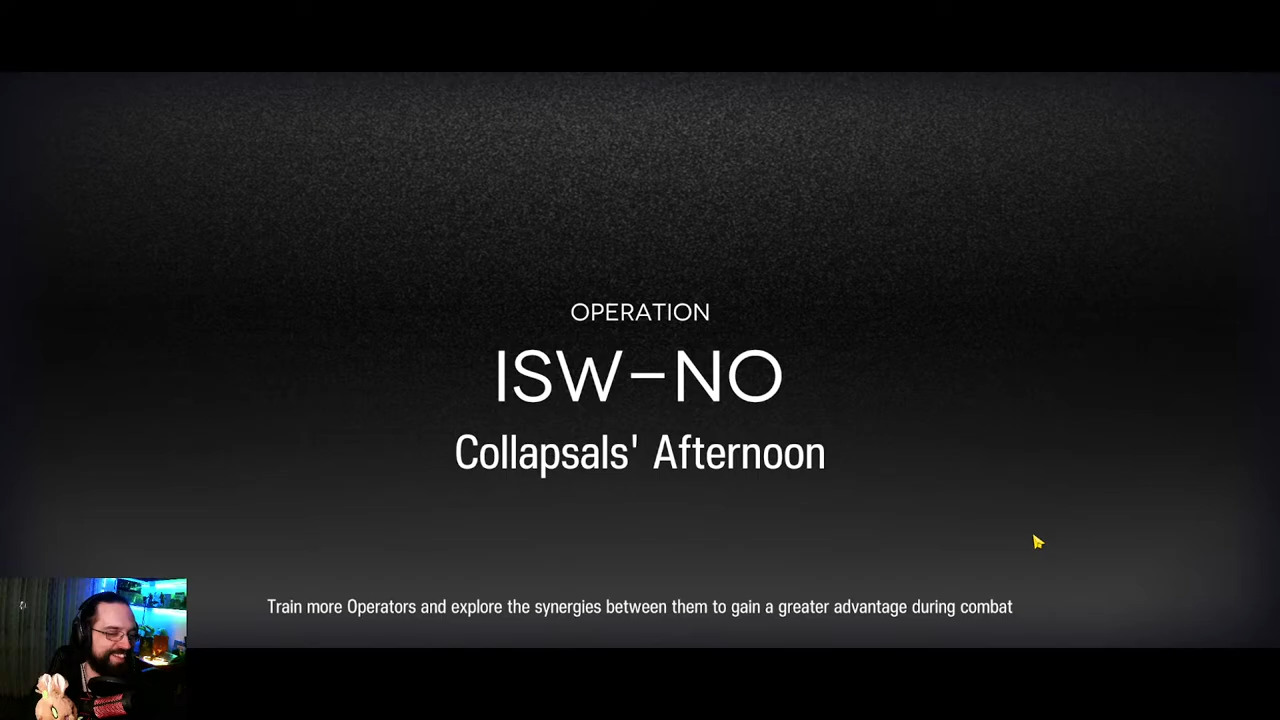 OPERATION
ISW-NO
Collapsals' Afternoon
Train more Operators and explore the synergies between them to gain a greater advantage during combat